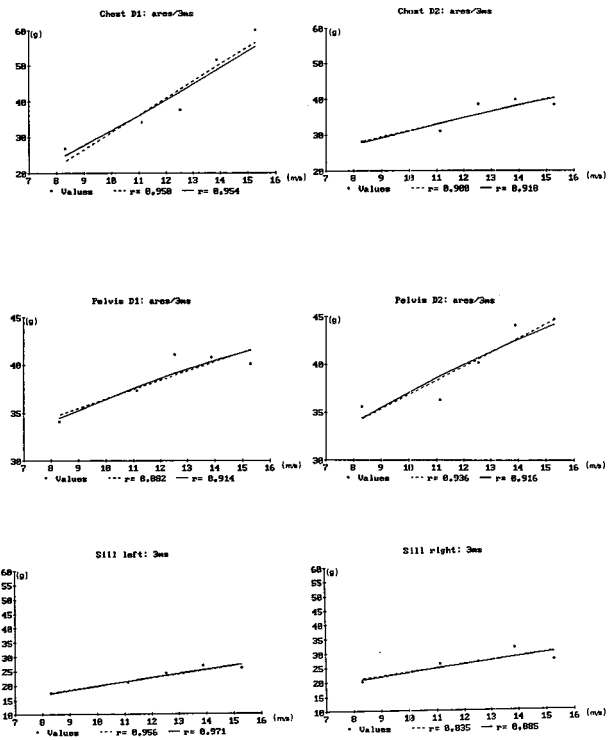 Chest D1: ares/3ms
60
(g)
50
40
30
20
7 8 9 10 11 12 13 14 15 16 (m/s)
• Values ---- r= 0.950 — r= 0.954
Chest D2: ares/3ms
60
(g)
50
40
30
20
7 8 9 10 11 12 13 14 15 16 (m/s)
• Values ---- r= 0.900 — r= 0.910
Pelvis D1: ares/3ms
45
(g)
40
35
30
7 8 9 10 11 12 13 14 15 16 (m/s)
• Values ---- r= 0.882 — r= 0.914
Pelvis D2: ares/3ms
45
(g)
40
35
30
7 8 9 10 11 12 13 14 15 16 (m/s)
• Values ---- r= 0.936 — r= 0.916
Sill left: 3ms
60
(g)
55
50
45
40
35
30
25
20
15
10
7 8 9 10 11 12 13 14 15 16 (m/s)
• Values ---- r= 0.956 — r= 0.971
Sill right: 3ms
60
(g)
55
50
45
40
35
30
25
20
15
10
7 8 9 10 11 12 13 14 15 16 (m/s)
• Values ---- r= 0.835 — r= 0.885